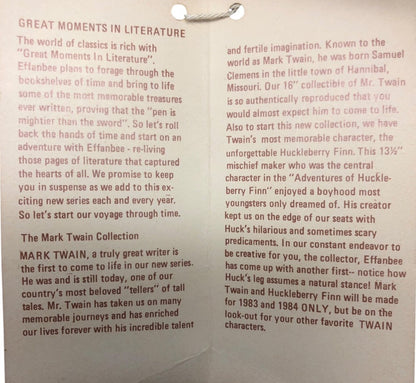 GREAT MOMENTS IN LITERATURE
The world of classics is rich with
"Great Moments In Literature".
Effanbee plans to forage through the
bookshelves of time and bring to life
some of the most memorable treasures
ever written, proving that the "pen is
mightier than the sword". So let's roll
back the hands of time and start on an
adventure with Effanbee - re-living
those pages of literature that captured
the hearts of all. We promise to keep
you in suspense as we add to this ex-
citing new series each and every year.
So let's start our voyage through time.
The Mark Twain Collection
MARK TWAIN, a truly great writer is
the first to come to life in our new series.
He was and is still today, one of our
country's most beloved "tellers" of tall
tales. Mr. Twain has taken us on many
memorable journeys and has enriched
our lives forever with his incredible talent
and fertile imagination. Known to the
world as Mark Twain, he was born Samuel
Clemens in the little town of Hannibal,
Missouri. Our 16" collectible of Mr. Twain
is so authentically reproduced that you
would almost expect him to come to life.
Also to start this new collection, we have
Twain's most memorable character, the
unforgettable Huckleberry Finn. This 13½"
mischief maker who was the central
character in the "Adventures of Huckle-
berry Finn" enjoyed a boyhood most
youngsters only dreamed of. His creator
kept us on the edge of our seats with
Huck's hilarious and sometimes scary
predicaments. In our constant endeavor to
be creative for you, the collector, Effanbee
has come up with another first-- notice how
Huck's leg assumes a natural stance! Mark
Twain and Huckleberry Finn will be made
for 1983 and 1984 ONLY, but be on the
look-out for your other favorite TWAIN
characters.